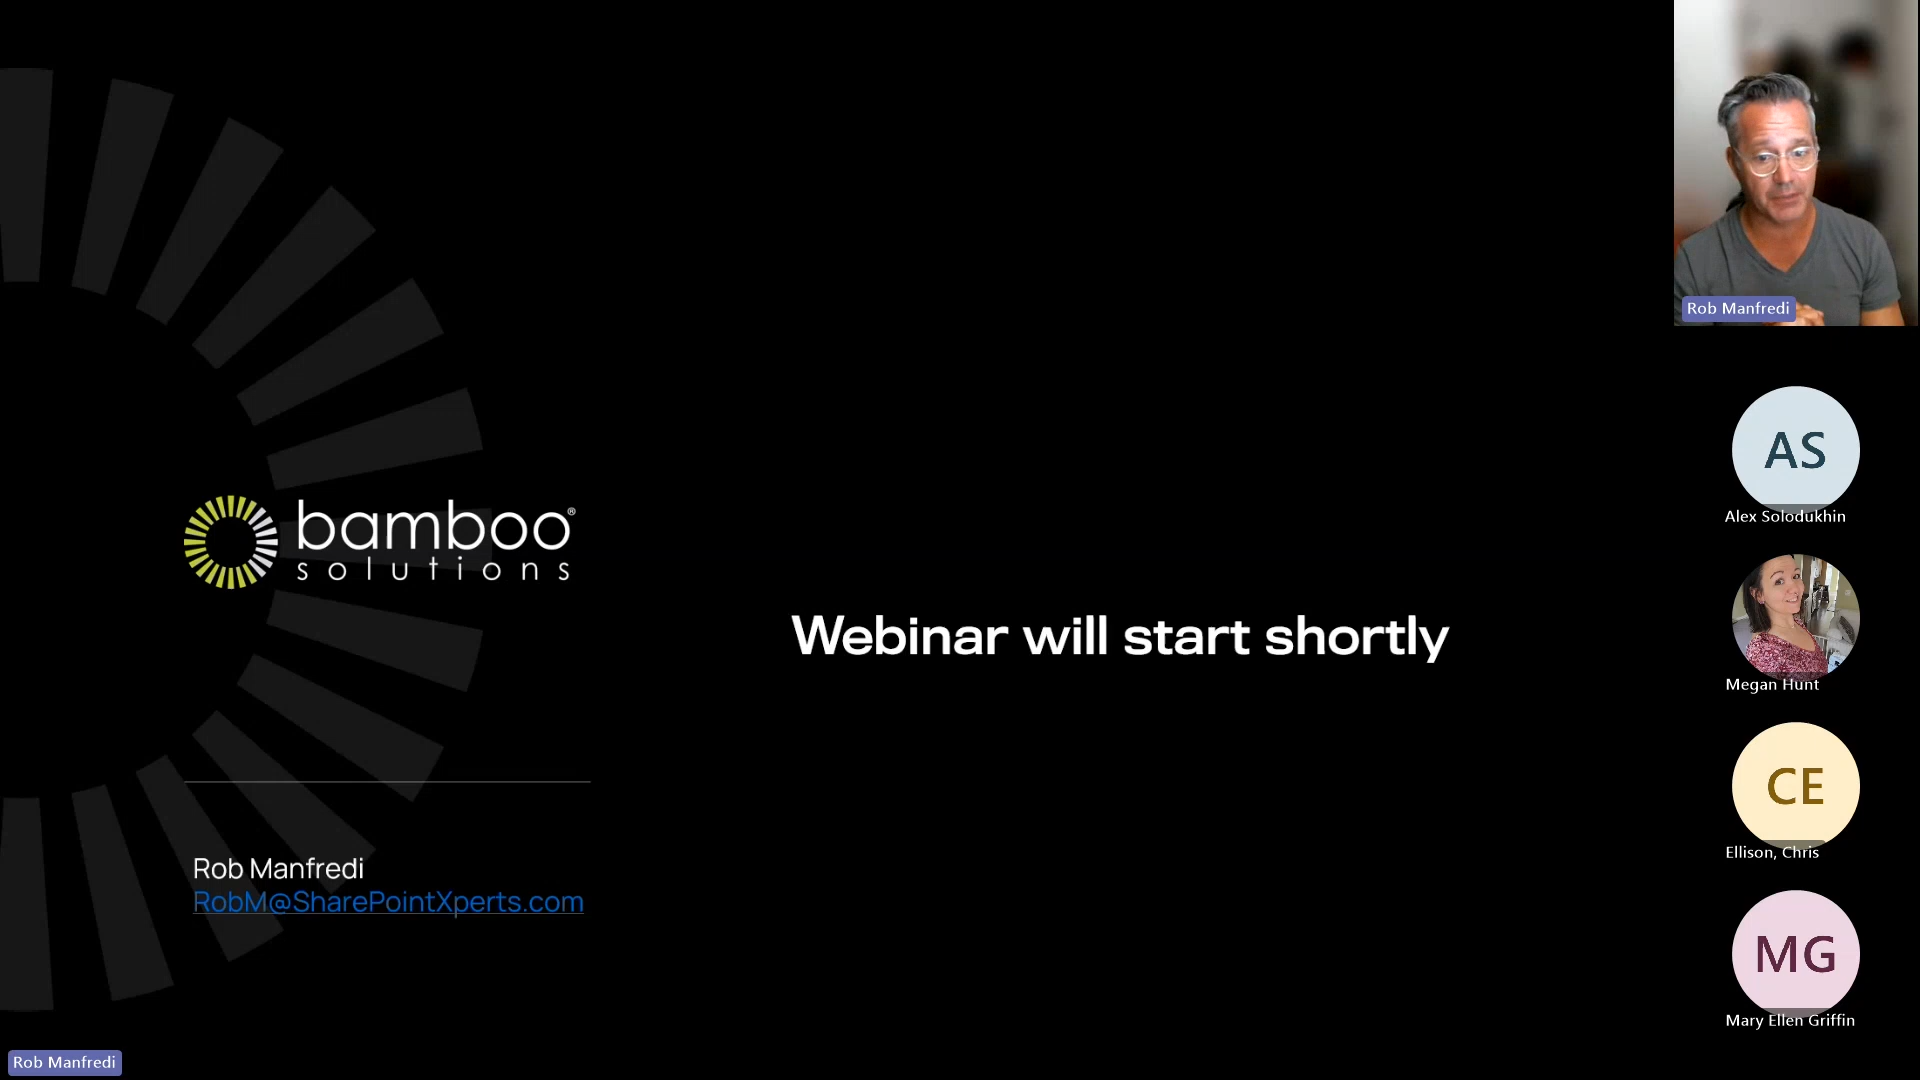 bamboo®
solutions
Webinar will start shortly
Rob Manfredi
RobM@SharePointXperts.com
Rob Manfredi
Rob Manfredi
AS
Alex Solodukhin
Megan Hunt
CE
Ellison, Chris
MG
Mary Ellen Griffin